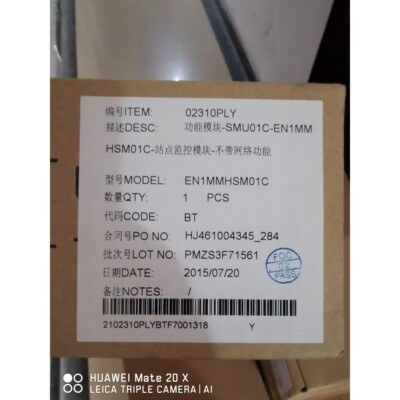 编号ITEM: 02310PLY
描述DESC: 功能模块-SMU01C-EN1MM
HSM01C-站点监控模块-不带网络功能
型号MODEL: EN1MMHSM01C
数量QTY: 1 PCS
代码CODE: BT
合同号PO NO: HJ461004345_284
批次号LOT NO: PMZS3F71561
日期DATE: 2015/07/20
备注NOTES: /
FQC
PASS
2102310PLYBTF7001318 Y
HUAWEI Mate 20 X
LEICA TRIPLE CAMERA | AI